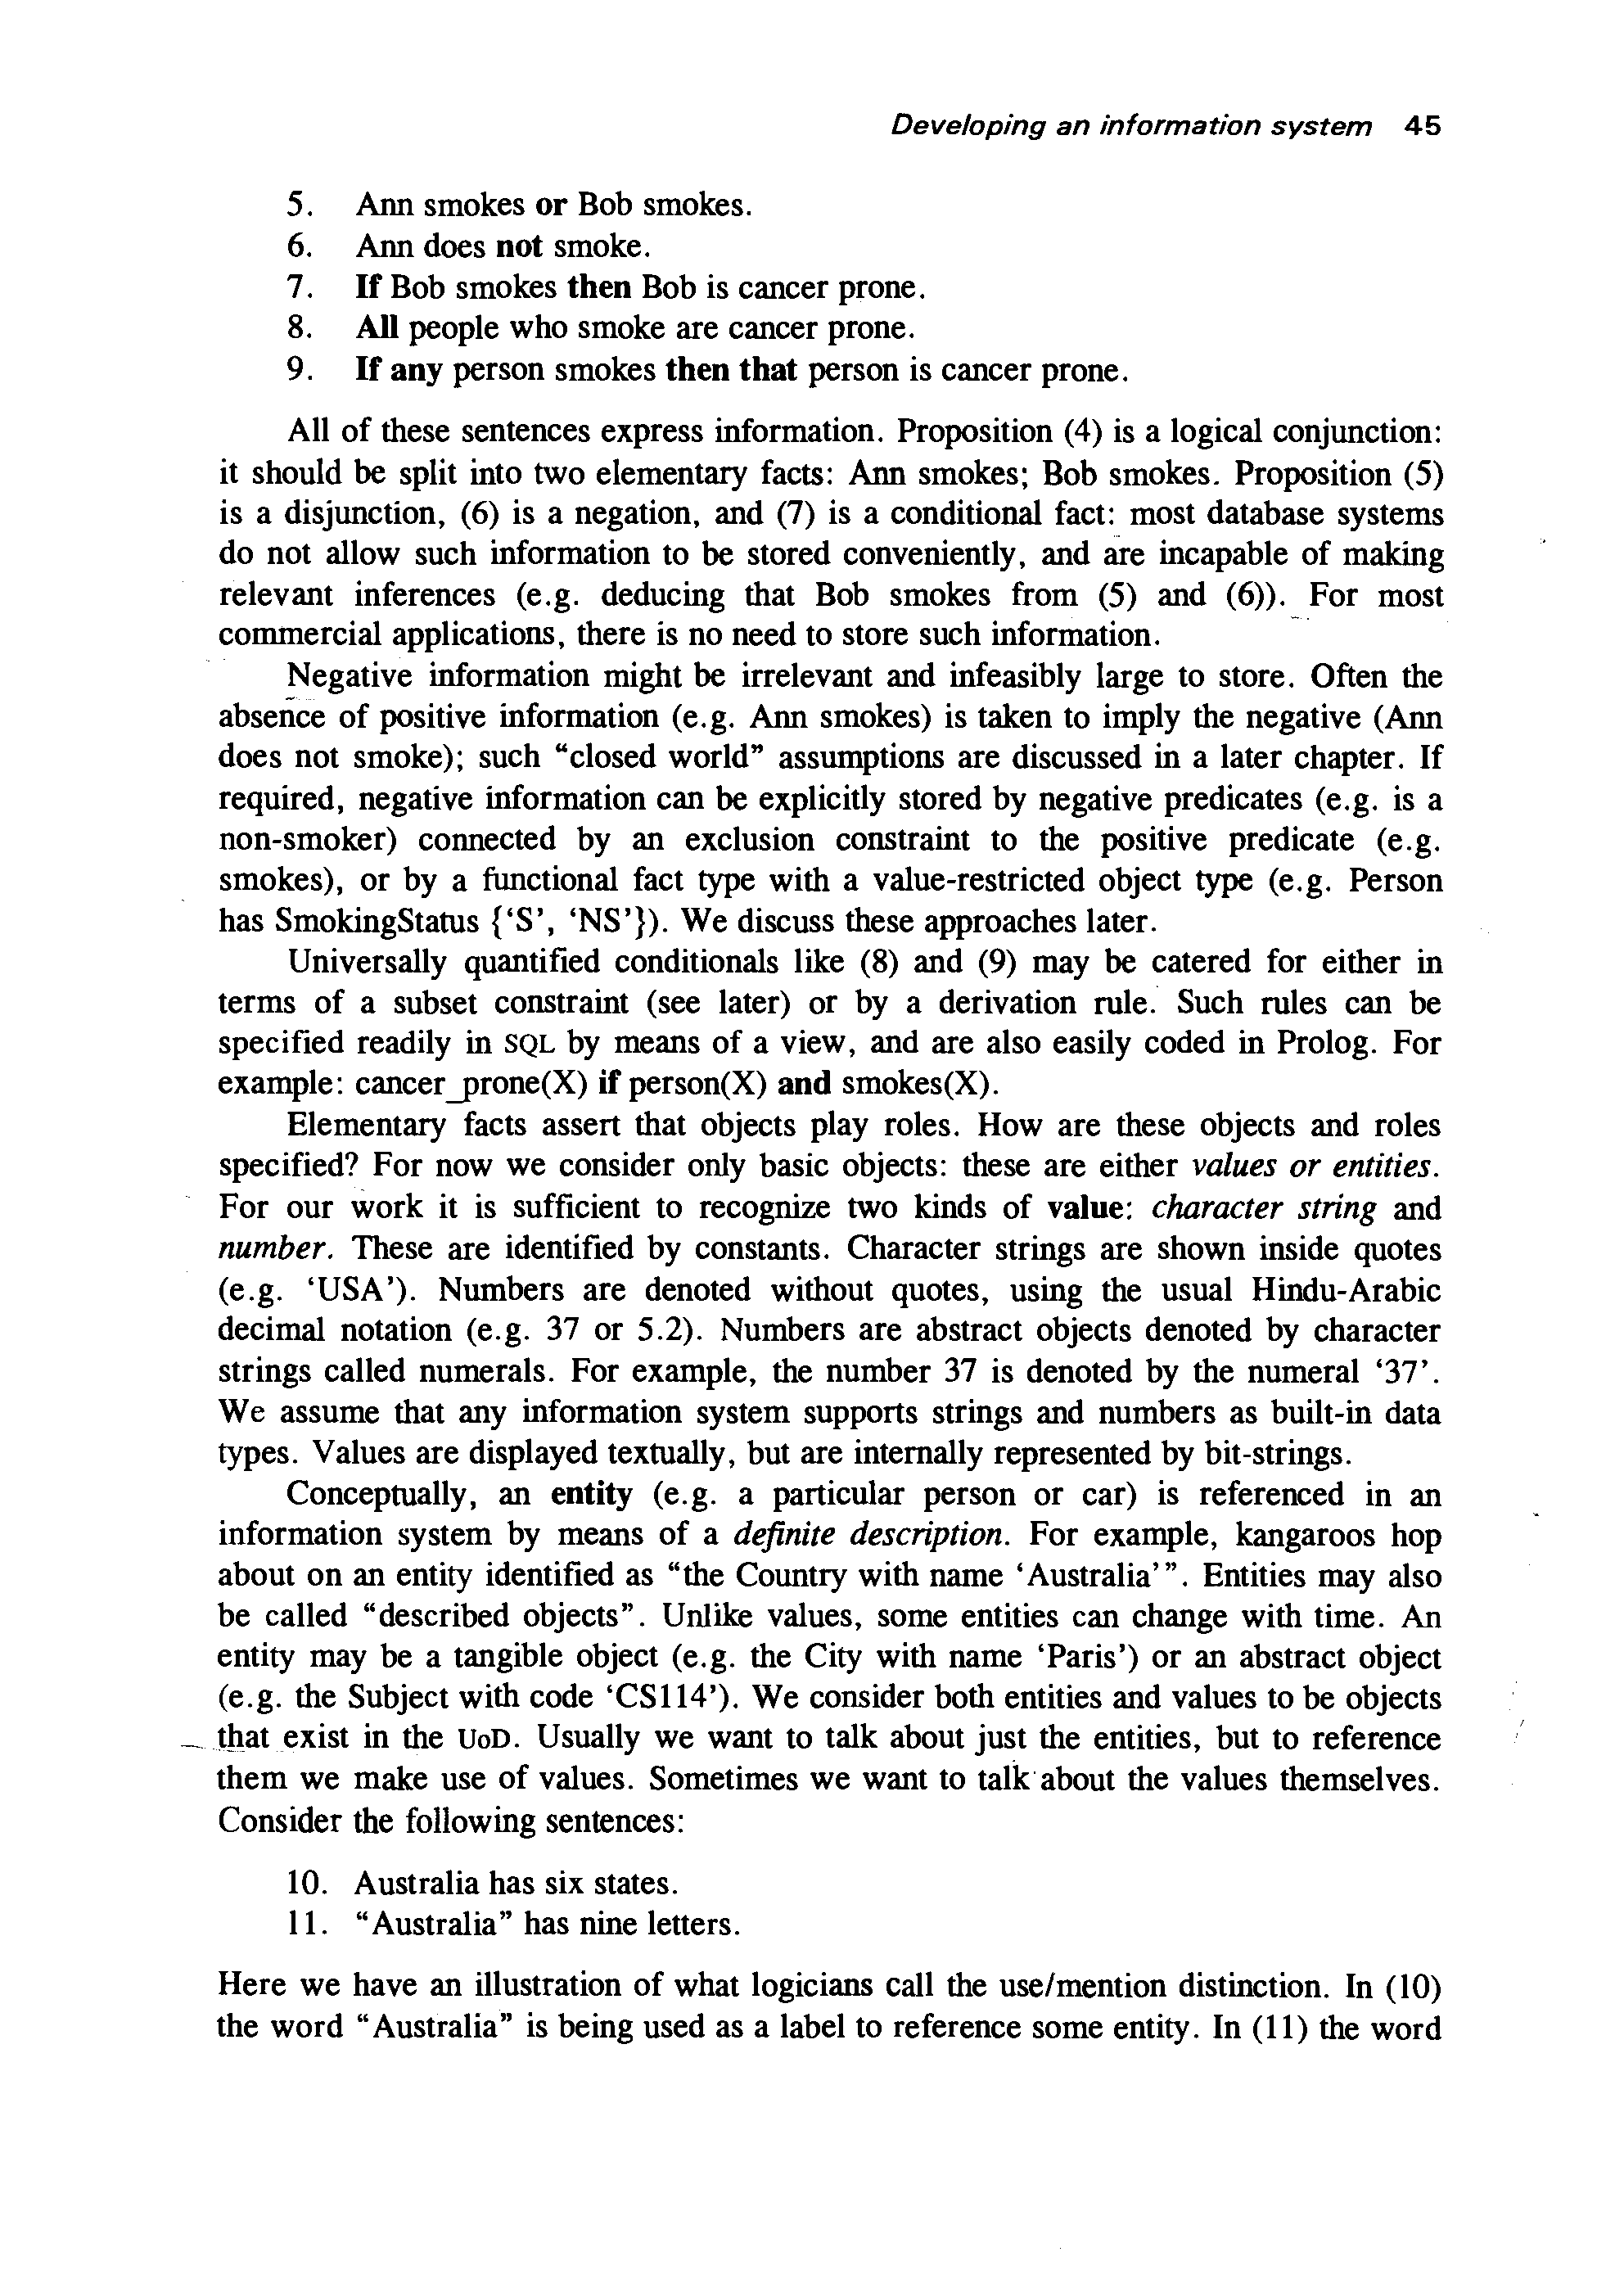 Developing an information system 45
5. Ann smokes or Bob smokes.
6. Ann does not smoke.
7. If Bob smokes then Bob is cancer prone.
8. All people who smoke are cancer prone.
9. If any person smokes then that person is cancer prone.
All of these sentences express information. Proposition (4) is a logical conjunction:
it should be split into two elementary facts: Ann smokes; Bob smokes. Proposition (5)
is a disjunction, (6) is a negation, and (7) is a conditional fact: most database systems
do not allow such information to be stored conveniently, and are incapable of making
relevant inferences (e.g. deducing that Bob smokes from (5) and (6)). For most
commercial applications, there is no need to store such information.
Negative information might be irrelevant and infeasibly large to store. Often the
absence of positive information (e.g. Ann smokes) is taken to imply the negative (Ann
does not smoke); such “closed world” assumptions are discussed in a later chapter. If
required, negative information can be explicitly stored by negative predicates (e.g. is a
non-smoker) connected by an exclusion constraint to the positive predicate (e.g.
smokes), or by a functional fact type with a value-restricted object type (e.g. Person
has SmokingStatus {‘S’, ‘NS’}). We discuss these approaches later.
Universally quantified conditionals like (8) and (9) may be catered for either in
terms of a subset constraint (see later) or by a derivation rule. Such rules can be
specified readily in SQL by means of a view, and are also easily coded in Prolog. For
example: cancer_prone(X) if person(X) and smokes(X).
Elementary facts assert that objects play roles. How are these objects and roles
specified? For now we consider only basic objects: these are either values or entities.
For our work it is sufficient to recognize two kinds of value: character string and
number. These are identified by constants. Character strings are shown inside quotes
(e.g. ‘USA’). Numbers are denoted without quotes, using the usual Hindu-Arabic
decimal notation (e.g. 37 or 5.2). Numbers are abstract objects denoted by character
strings called numerals. For example, the number 37 is denoted by the numeral ‘37’.
We assume that any information system supports strings and numbers as built-in data
types. Values are displayed textually, but are internally represented by bit-strings.
Conceptually, an entity (e.g. a particular person or car) is referenced in an
information system by means of a definite description. For example, kangaroos hop
about on an entity identified as “the Country with name ‘Australia’”. Entities may also
be called “described objects”. Unlike values, some entities can change with time. An
entity may be a tangible object (e.g. the City with name ‘Paris’) or an abstract object
(e.g. the Subject with code ‘CS114’). We consider both entities and values to be objects
that exist in the UoD. Usually we want to talk about just the entities, but to reference
them we make use of values. Sometimes we want to talk about the values themselves.
Consider the following sentences:
10. Australia has six states.
11. “Australia” has nine letters.
Here we have an illustration of what logicians call the use/mention distinction. In (10)
the word “Australia” is being used as a label to reference some entity. In (11) the word